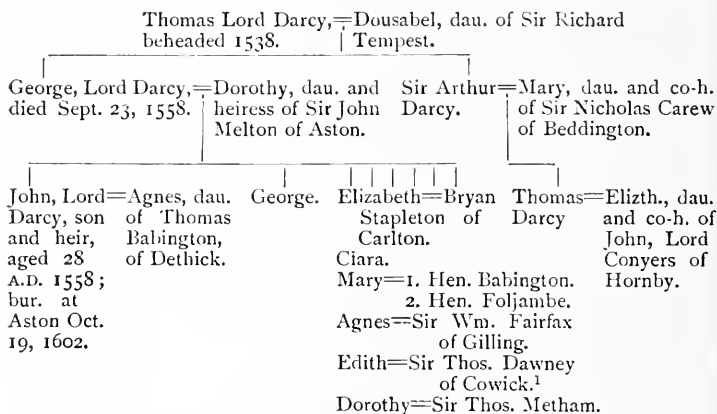 Thomas Lord Darcy,=Dousabel, dau. of Sir Richard
beheaded 1538. Tempest.
George, Lord Darcy,=Dorothy, dau. and
died Sept. 23, 1558. heiress of Sir John
Melton of Aston.
Sir Arthur=Mary, dau. and co-h.
Darcy. of Sir Nicholas Carew
of Beddington.
John, Lord=Agnes, dau.
Darcy, son of Thomas
and heir, Babington,
aged 28 of Dethick.
A.D. 1558;
bur. at
Aston Oct.
19, 1602.
George.
Elizabeth=Bryan
Stapleton of
Carlton.
Ciara.
Mary=1. Hen. Babington.
2. Hen. Foljambe.
Agnes=Sir Wm. Fairfax
of Gilling.
Edith=Sir Thos. Dawney
of Cowick.¹
Dorothy=Sir Thos. Metham.
Thomas=Elizth., dau.
Darcy and co-h. of
John, Lord
Conyers of
Hornby.